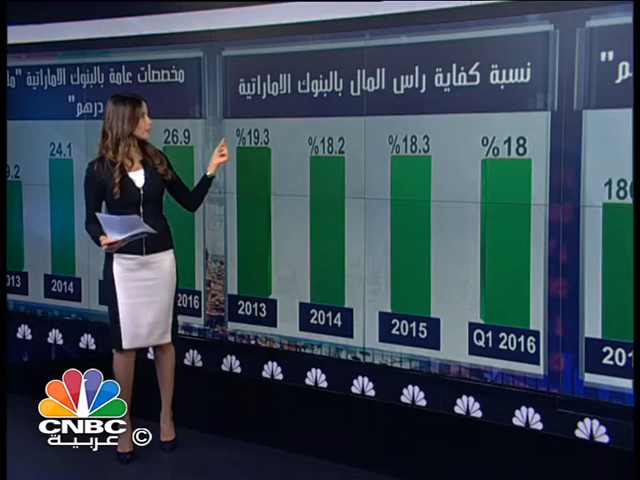 نسبة كفاية راس المال بالبنوك الاماراتية
%19.3
%18.2
%18.3
%18
2013
2014
2015
Q1 2016
مخصصات عامة بالبنوك الاماراتية
درهم"
24.1
26.9
2014
2016
CNBC
عربية ©